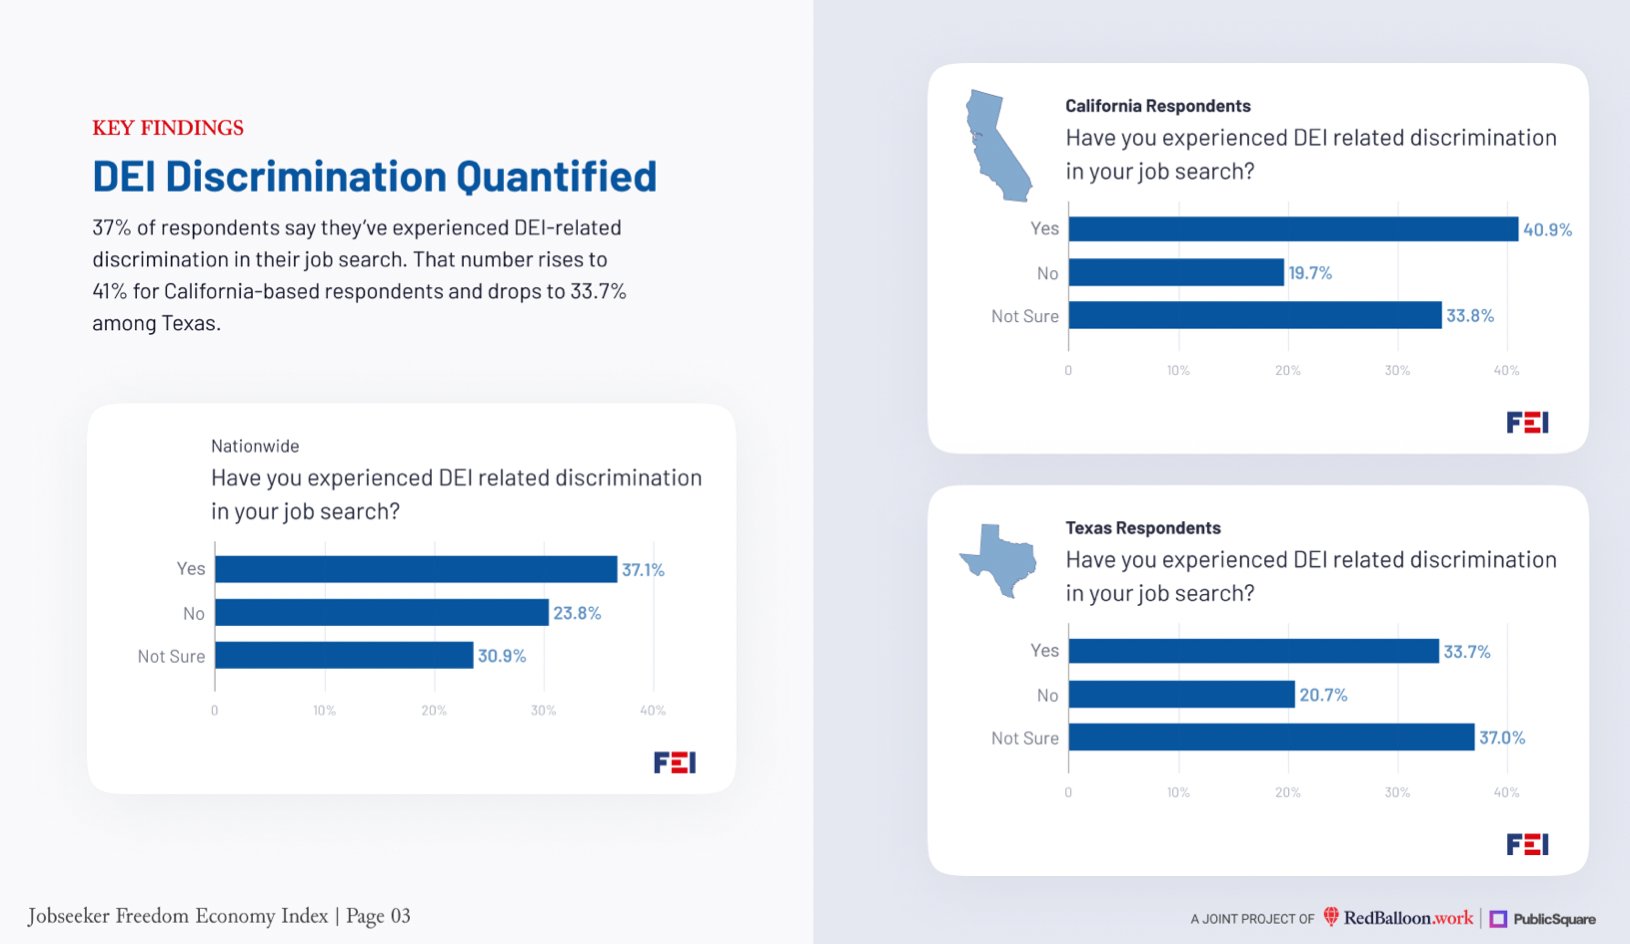 KEY FINDINGS
DEI Discrimination Quantified
37% of respondents say they’ve experienced DEI-related
discrimination in their job search. That number rises to
41% for California-based respondents and drops to 33.7%
among Texas.
Nationwide
Have you experienced DEI related discrimination
in your job search?
Yes 37.1%
No 23.8%
Not Sure 30.9%
0 10% 20% 30% 40%
FEI
California Respondents
Have you experienced DEI related discrimination
in your job search?
Yes 40.9%
No 19.7%
Not Sure 33.8%
0 10% 20% 30% 40%
FEI
Texas Respondents
Have you experienced DEI related discrimination
in your job search?
Yes 33.7%
No 20.7%
Not Sure 37.0%
0 10% 20% 30% 40%
FEI
Jobseeker Freedom Economy Index | Page 03
A JOINT PROJECT OF RedBalloon.work | PublicSquare